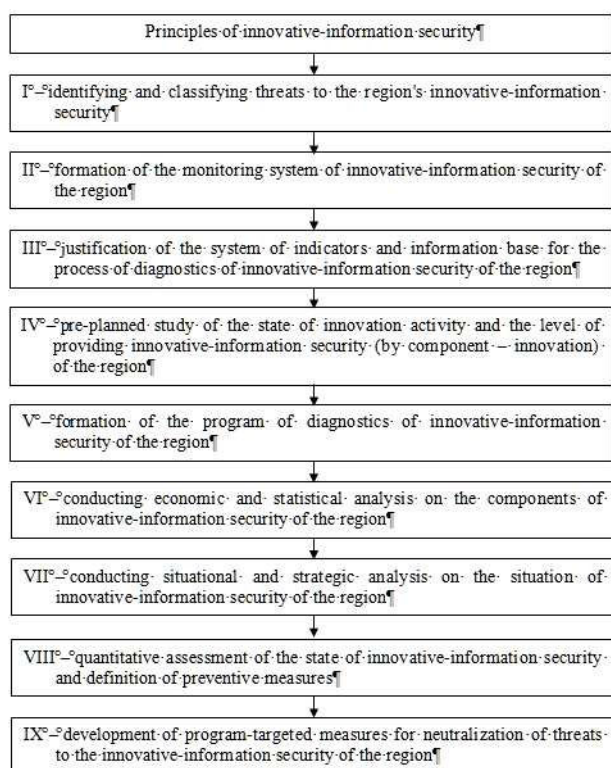 Principles·of·innovative-information·security¶
I°–°identifying· and· classifying· threats· to· the· region's· innovative-information·
security¶
II°–°formation· of· the· monitoring· system· of· innovative-information· security· of·
the·region¶
III°–°justification· of· the· system· of· indicators· and· information· base· for· the·
process·of·diagnostics·of·innovative-information·security·of·the·region¶
IV°–°pre-planned· study· of· the· state· of· innovation· activity· and· the· level· of·
providing· innovative-information· security· (by· component· –· innovation)·
of·the·region¶
V°–°formation· of· the· program· of· diagnostics· of· innovative-information·
security·of·the·region¶
VI°–°conducting· economic· and· statistical· analysis· on· the· components· of·
innovative-information·security·of·the·region¶
VII°–°conducting· situational· and· strategic· analysis· on· the· situation· of·
innovative-information·security·of·the·region¶
VIII°–°quantitative·assessment·of·the·state·of·innovative-information·security·
and·definition·of·preventive·measures¶
IX°–°development·of·program-targeted·measures·for·neutralization·of·threats·
to·the·innovative-information·security·of·the·region¶